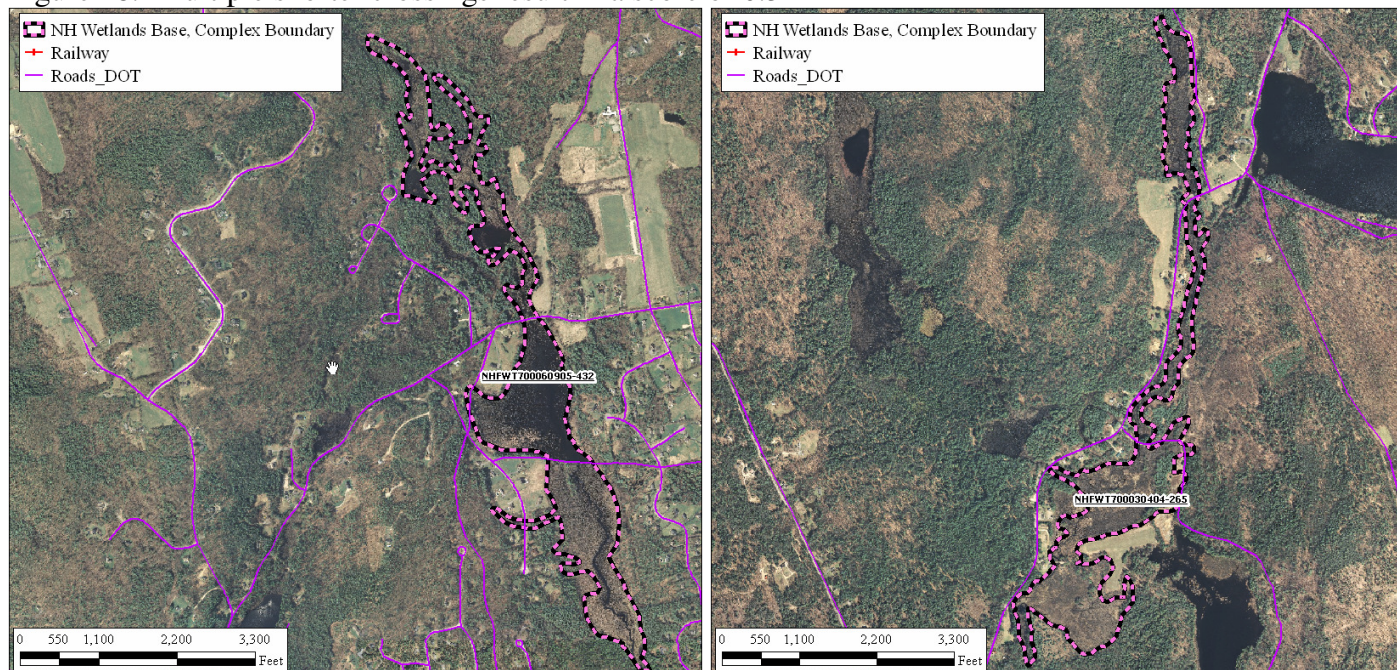 NH Wetlands Base, Complex Boundary
Railway
Roads_DOT
NHFWT700060905-432
0 550 1,100 2,200 3,300
Feet
NH Wetlands Base, Complex Boundary
Railway
Roads_DOT
NHFWT700030404-265
0 550 1,100 2,200 3,300
Feet